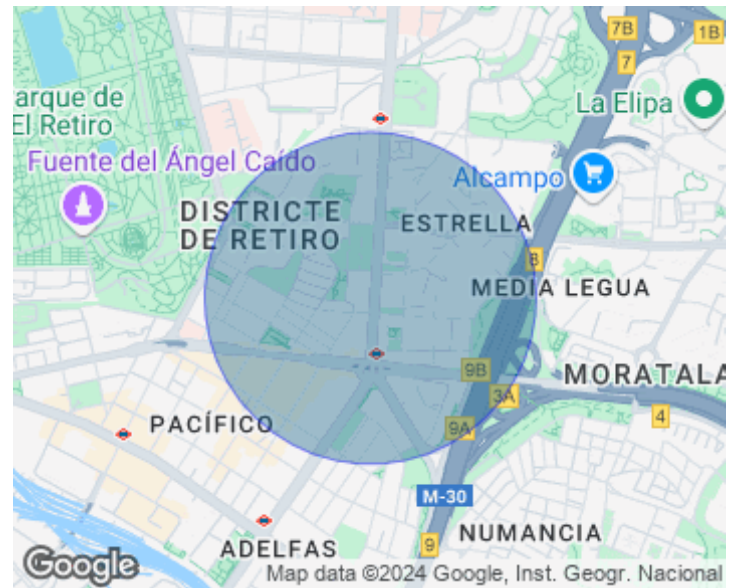 7B
1B
7
La Elipa
arque de
El Retiro
Fuente del Ángel Caído
Alcampo
DISTRICTE
DE RETIRO
ESTRELLA
8
MEDIA LEGUA
9B
MORATALA
3A
4
PACÍFICO
9A
M-30
NUMANCIA
9
ADELFAS
Google
Map data ©2024 Google, Inst. Geogr. Nacional